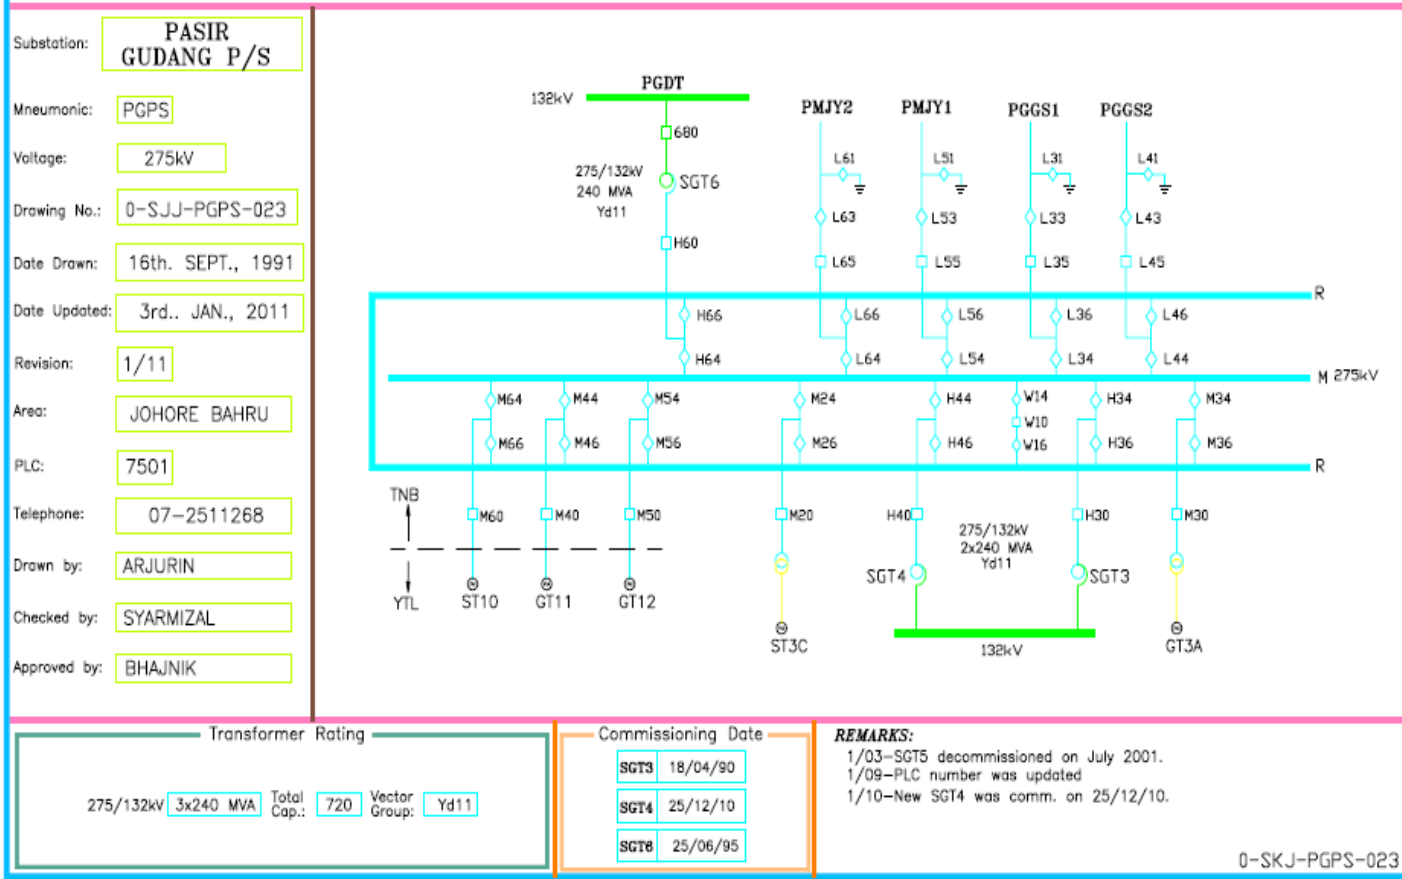 Substation:
PASIR
GUDANG P/S
Mneumonic:
PGPS
Voltage:
275kV
Drawing No.:
0-SJJ-PGPS-023
Date Drawn:
16th. SEPT., 1991
Date Updated:
3rd.. JAN., 2011
Revision:
1/11
Area:
JOHORE BAHRU
PLC:
7501
Telephone:
07-2511268
Drawn by:
ARJURIN
Checked by:
SYARMIZAL
Approved by:
BHAJNIK
PGDT
132kV
680
275/132kV
240 MVA
Yd11
SGT6
H60
PMJY2
PMJY1
PGGS1
PGGS2
L61
L51
L31
L41
L63
L53
L33
L43
L65
L55
L35
L45
R
H66
L66
L56
L36
L46
H64
L64
L54
L34
L44
M 275kV
M64
M44
M54
M24
H44
W14
H34
M34
W10
M66
M46
M56
M26
H46
W16
H36
M36
R
TNB
M60
M40
M50
M20
H40
H30
M30
275/132kV
2x240 MVA
Yd11
SGT4
SGT3
YTL
ST10
GT11
GT12
ST3C
132kV
GT3A
Transformer Rating
275/132kV
3x240 MVA
Total
Cap.:
720
Vector
Group:
Yd11
Commissioning Date
SGT3 18/04/90
SGT4 25/12/10
SGT6 25/06/95
REMARKS:
1/03-SGT5 decommissioned on July 2001.
1/09-PLC number was updated
1/10-New SGT4 was comm. on 25/12/10.
0-SKJ-PGPS-023